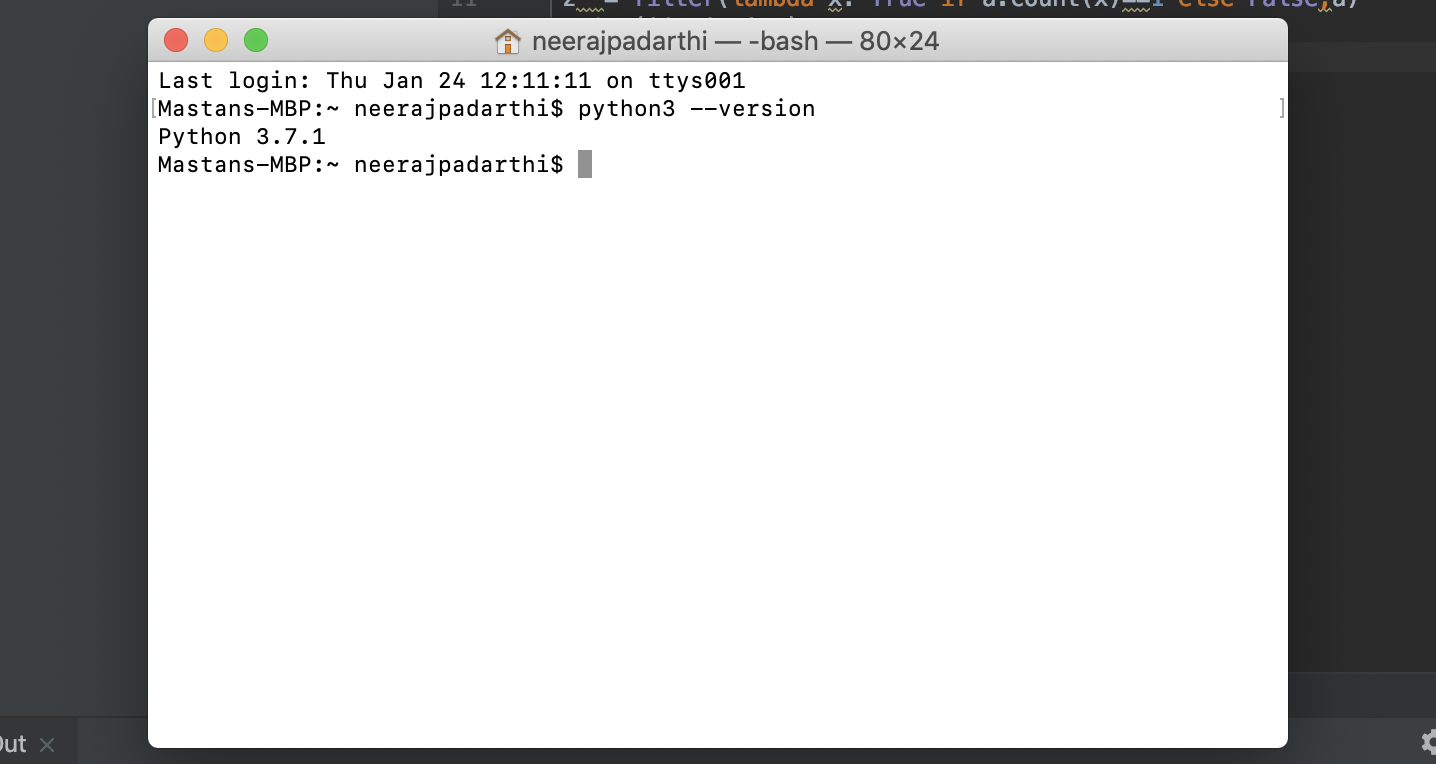 11 z = filter(lambda x: True if a.count(x)==1 else False,a)
neerajpadarthi — -bash — 80×24
Last login: Thu Jan 24 12:11:11 on ttys001
[Mastans-MBP:~ neerajpadarthi$ python3 --version ]
Python 3.7.1
Mastans-MBP:~ neerajpadarthi$